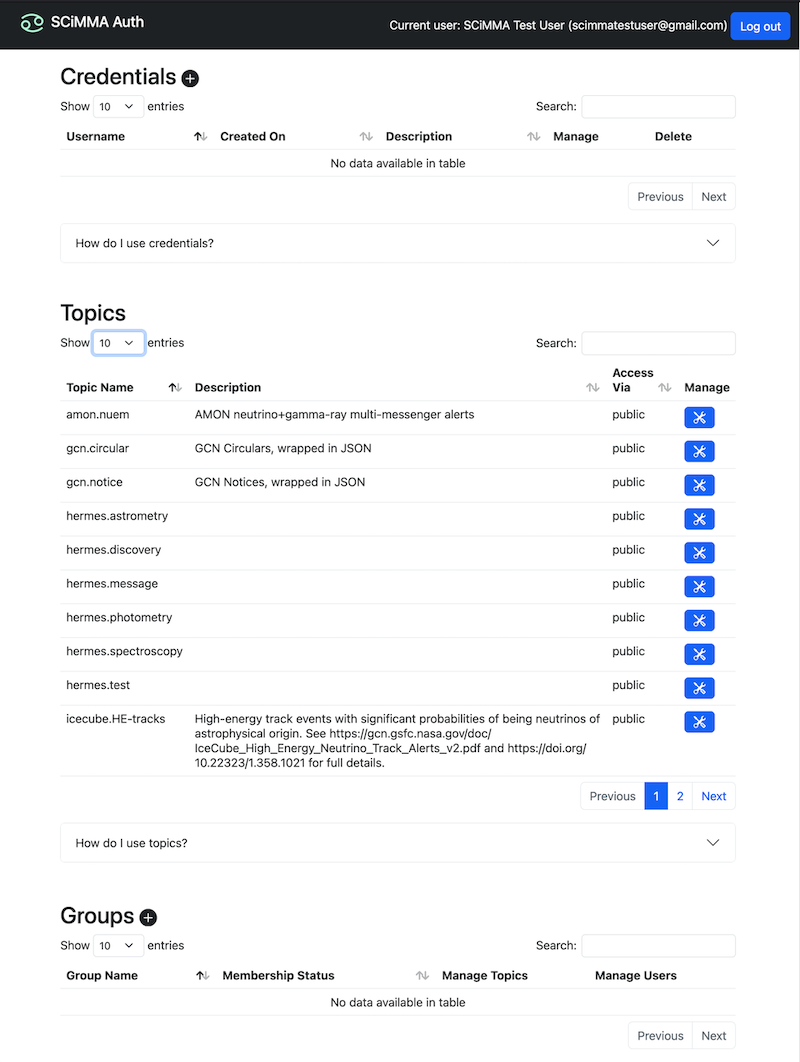 SCiMMA Auth
Current user: SCiMMA Test User (scimmatestuser@gmail.com) Log out
Credentials
Show 10 entries Search:
Username Created On Description Manage Delete
No data available in table
Previous Next
How do I use credentials?
Topics
Show 10 entries Search:
Topic Name Description Access Via Manage
amon.nuem AMON neutrino+gamma-ray multi-messenger alerts public
gcn.circular GCN Circulars, wrapped in JSON public
gcn.notice GCN Notices, wrapped in JSON public
hermes.astrometry public
hermes.discovery public
hermes.message public
hermes.photometry public
hermes.spectroscopy public
hermes.test public
icecube.HE-tracks High-energy track events with significant probabilities of being neutrinos of public
astrophysical origin. See https://gcn.gsfc.nasa.gov/doc/
IceCube_High_Energy_Neutrino_Track_Alerts_v2.pdf and https://doi.org/
10.22323/1.358.1021 for full details.
Previous 1 2 Next
How do I use topics?
Groups
Show 10 entries Search:
Group Name Membership Status Manage Topics Manage Users
No data available in table
Previous Next